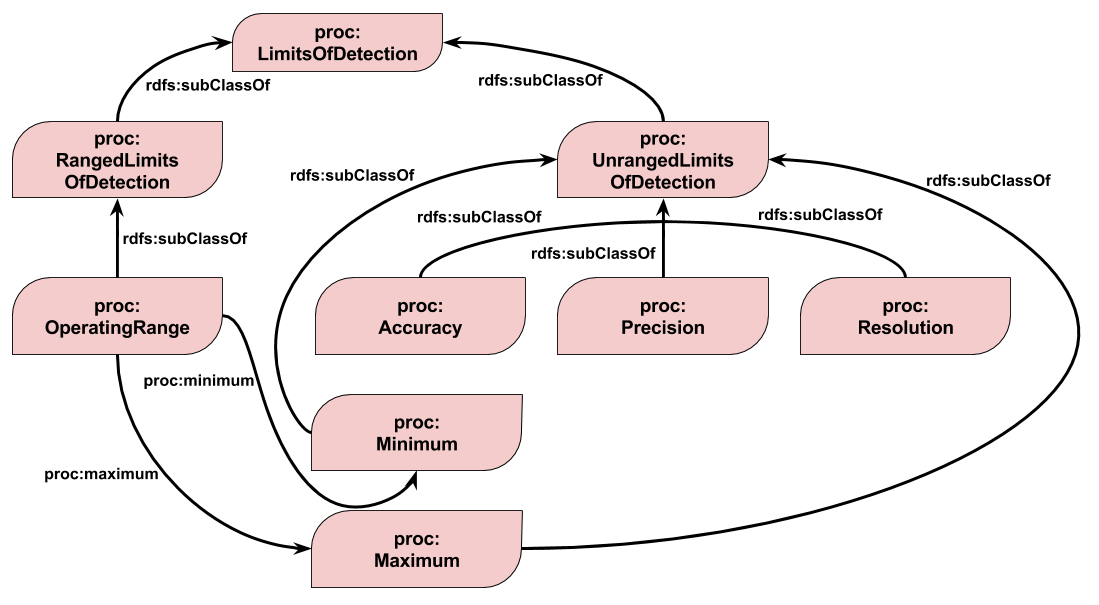 proc:
LimitsOfDetection
rdfs:subClassOf
rdfs:subClassOf
proc:
RangedLimits
OfDetection
proc:
UnrangedLimits
OfDetection
rdfs:subClassOf
rdfs:subClassOf
rdfs:subClassOf
rdfs:subClassOf
rdfs:subClassOf
rdfs:subClassOf
proc:
OperatingRange
proc:
Accuracy
proc:
Precision
proc:
Resolution
proc:minimum
proc:
Minimum
proc:maximum
proc:
Maximum